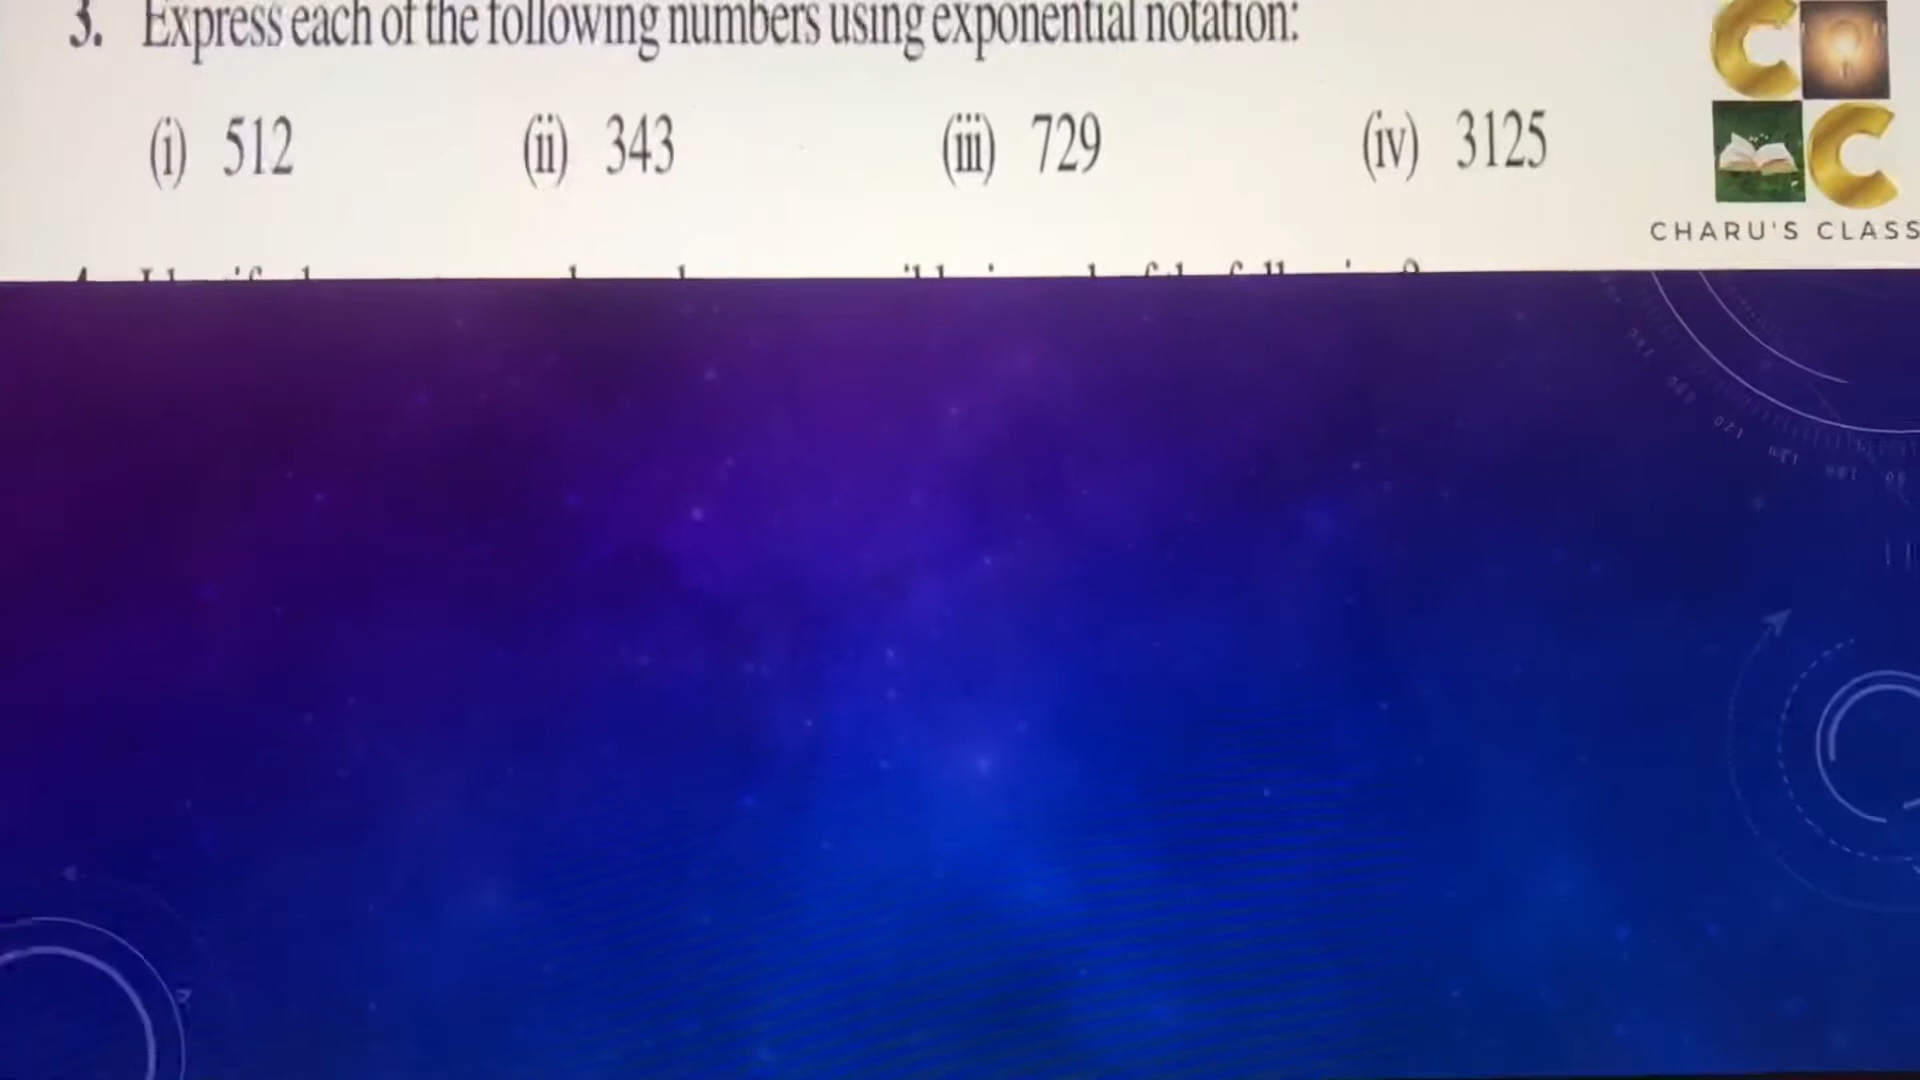 3. Express each of the following numbers using exponential notation:
(i) 512 (ii) 343 (iii) 729 (iv) 3125
CHARU'S CLASS